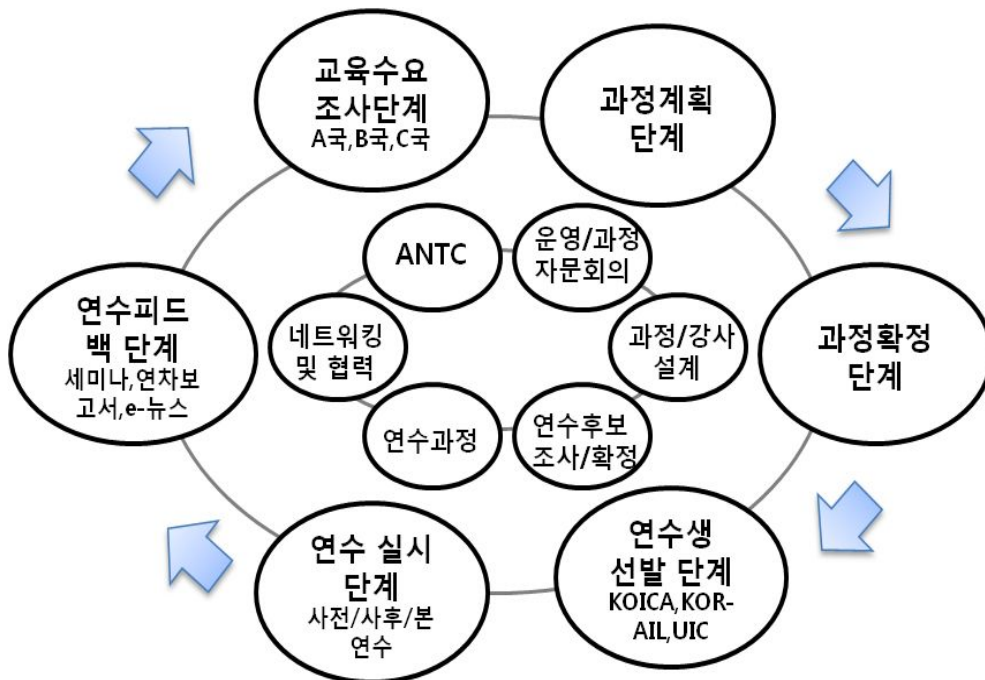 교육수요
조사단계
A국,B국,C국
과정계획
단계
과정확정
단계
연수생
선발 단계
KOICA,KOR-
AIL,UIC
연수 실시
단계
사전/사후/본
연수
연수피드
백 단계
세미나,연차보
고서,e-뉴스
ANTC
운영/과정
자문회의
과정/강사
설계
연수후보
조사/확정
연수과정
네트워킹
및 협력